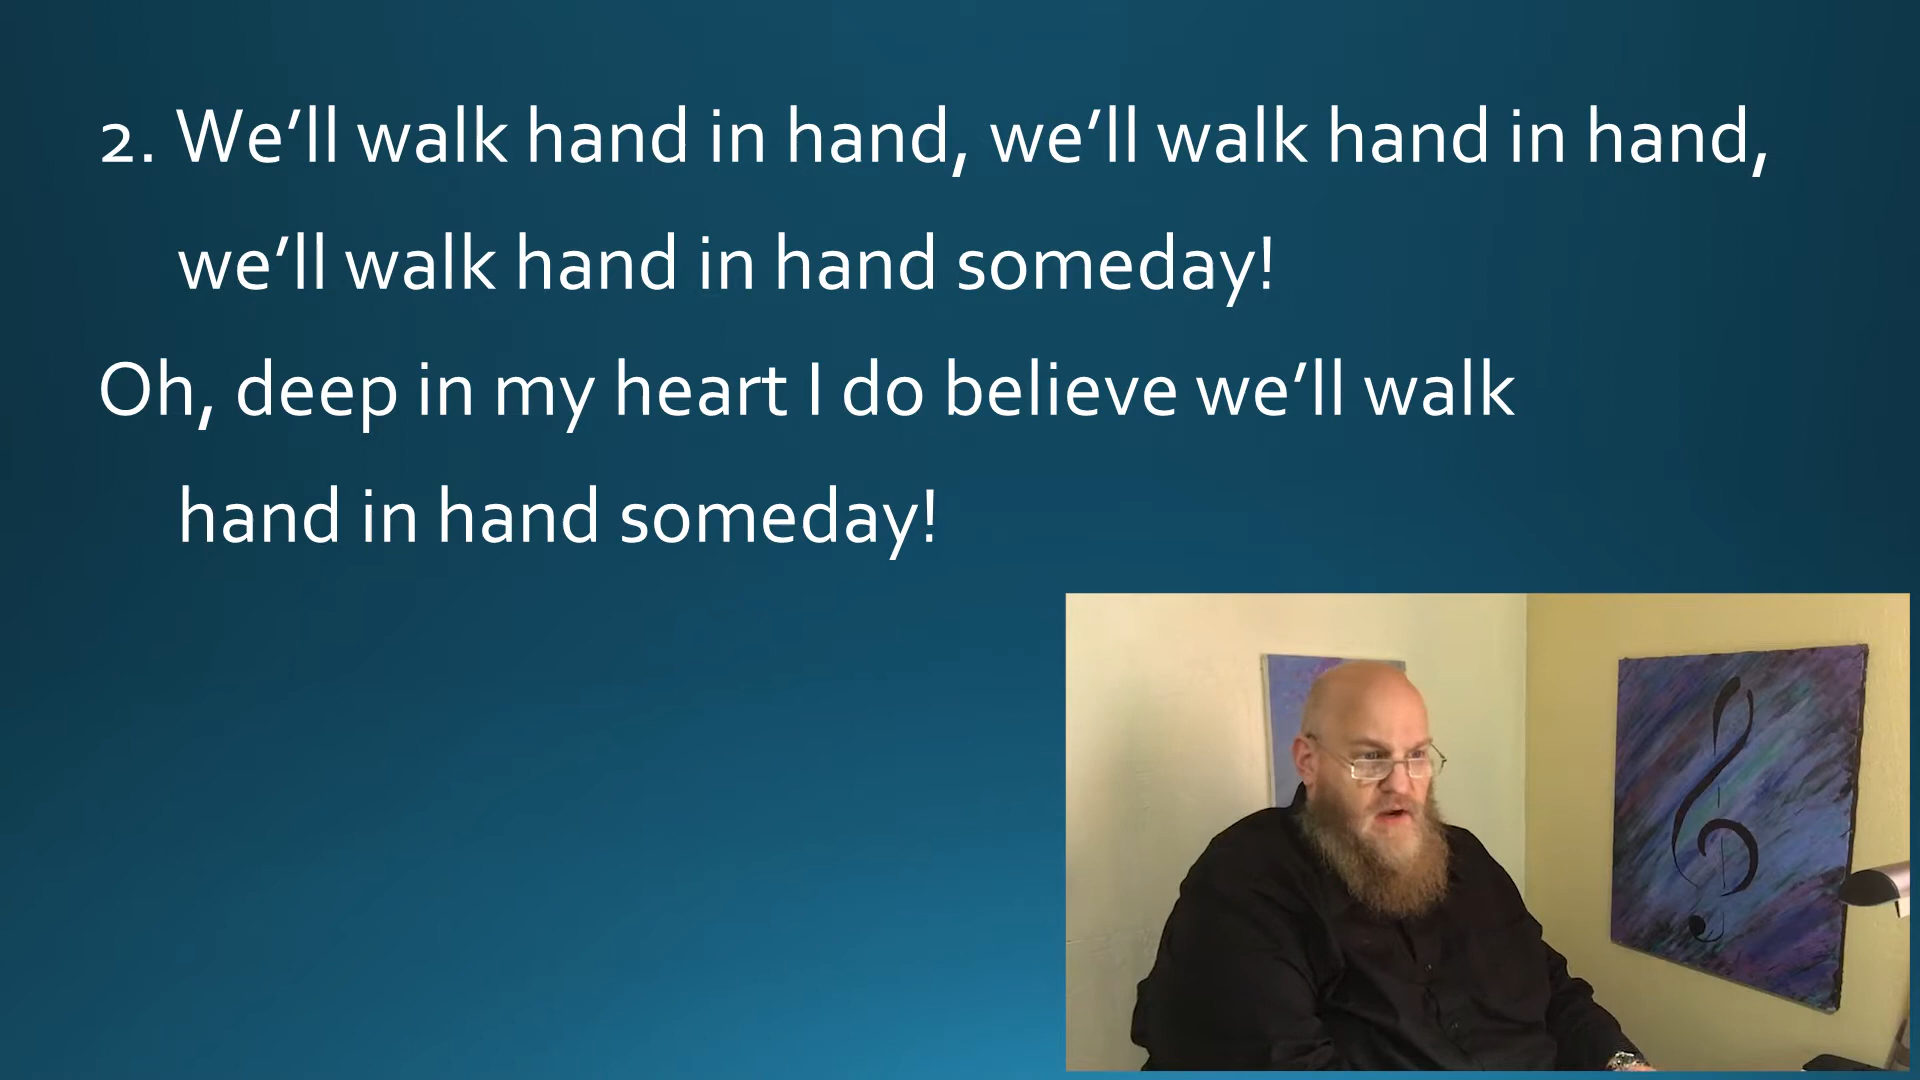 2. We’ll walk hand in hand, we’ll walk hand in hand,
we’ll walk hand in hand someday!
Oh, deep in my heart I do believe we’ll walk
hand in hand someday!